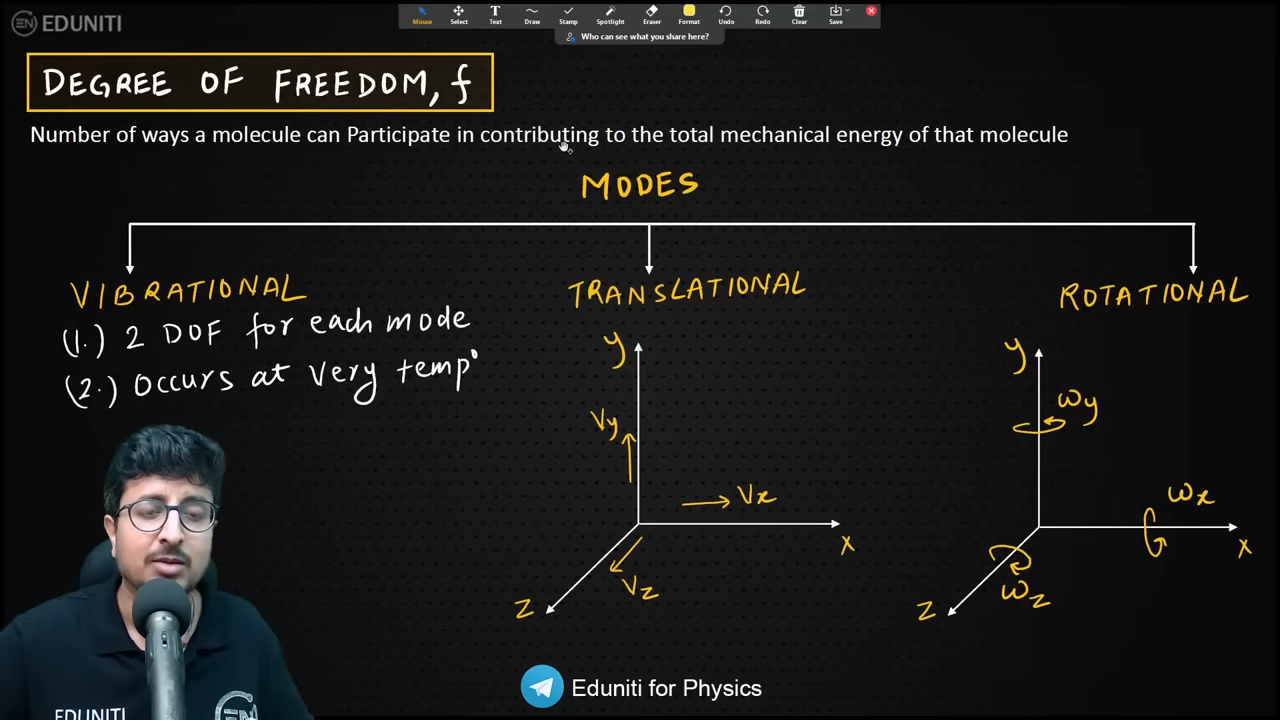 EDUNITI
Mouse Select Text Draw Stamp Spotlight Eraser Format Undo Redo Clear Save
Who can see what you share here?
DEGREE OF FREEDOM, f
Number of ways a molecule can Participate in contributing to the total mechanical energy of that molecule
MODES
VIBRATIONAL
(1.) 2 DOF for each mode
(2.) Occurs at very temp°
TRANSLATIONAL
y
Vy
Vx
x
Vz
z
ROTATIONAL
y
ωy
ωx
x
ωz
z
Eduniti for Physics
EDUNITI
EN